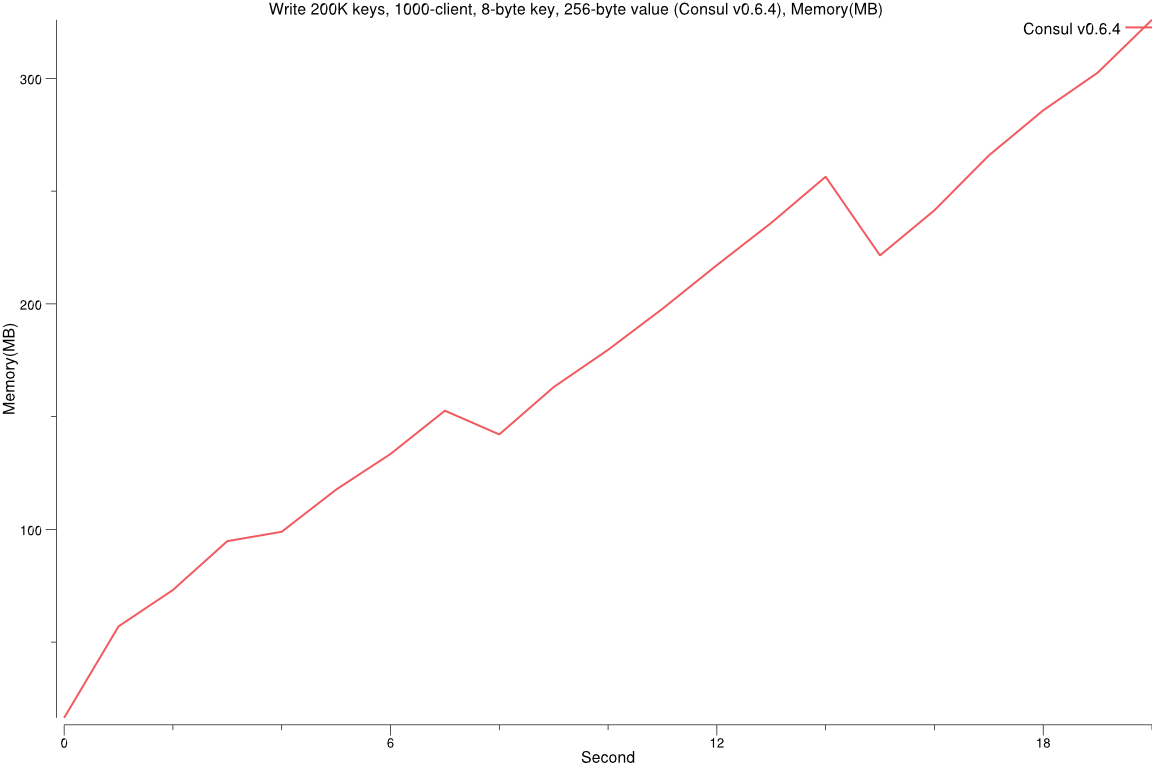 Write 200K keys, 1000-client, 8-byte key, 256-byte value (Consul v0.6.4), Memory(MB)
Consul v0.6.4
300
200
100
Memory(MB)
0
6
12
18
Second